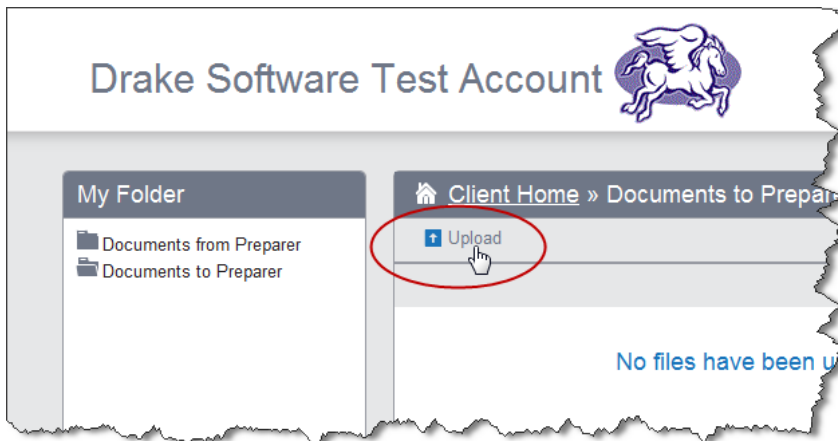 Drake Software Test Account
My Folder
Documents from Preparer
Documents to Preparer
Client Home » Documents to
Upload
No files have been